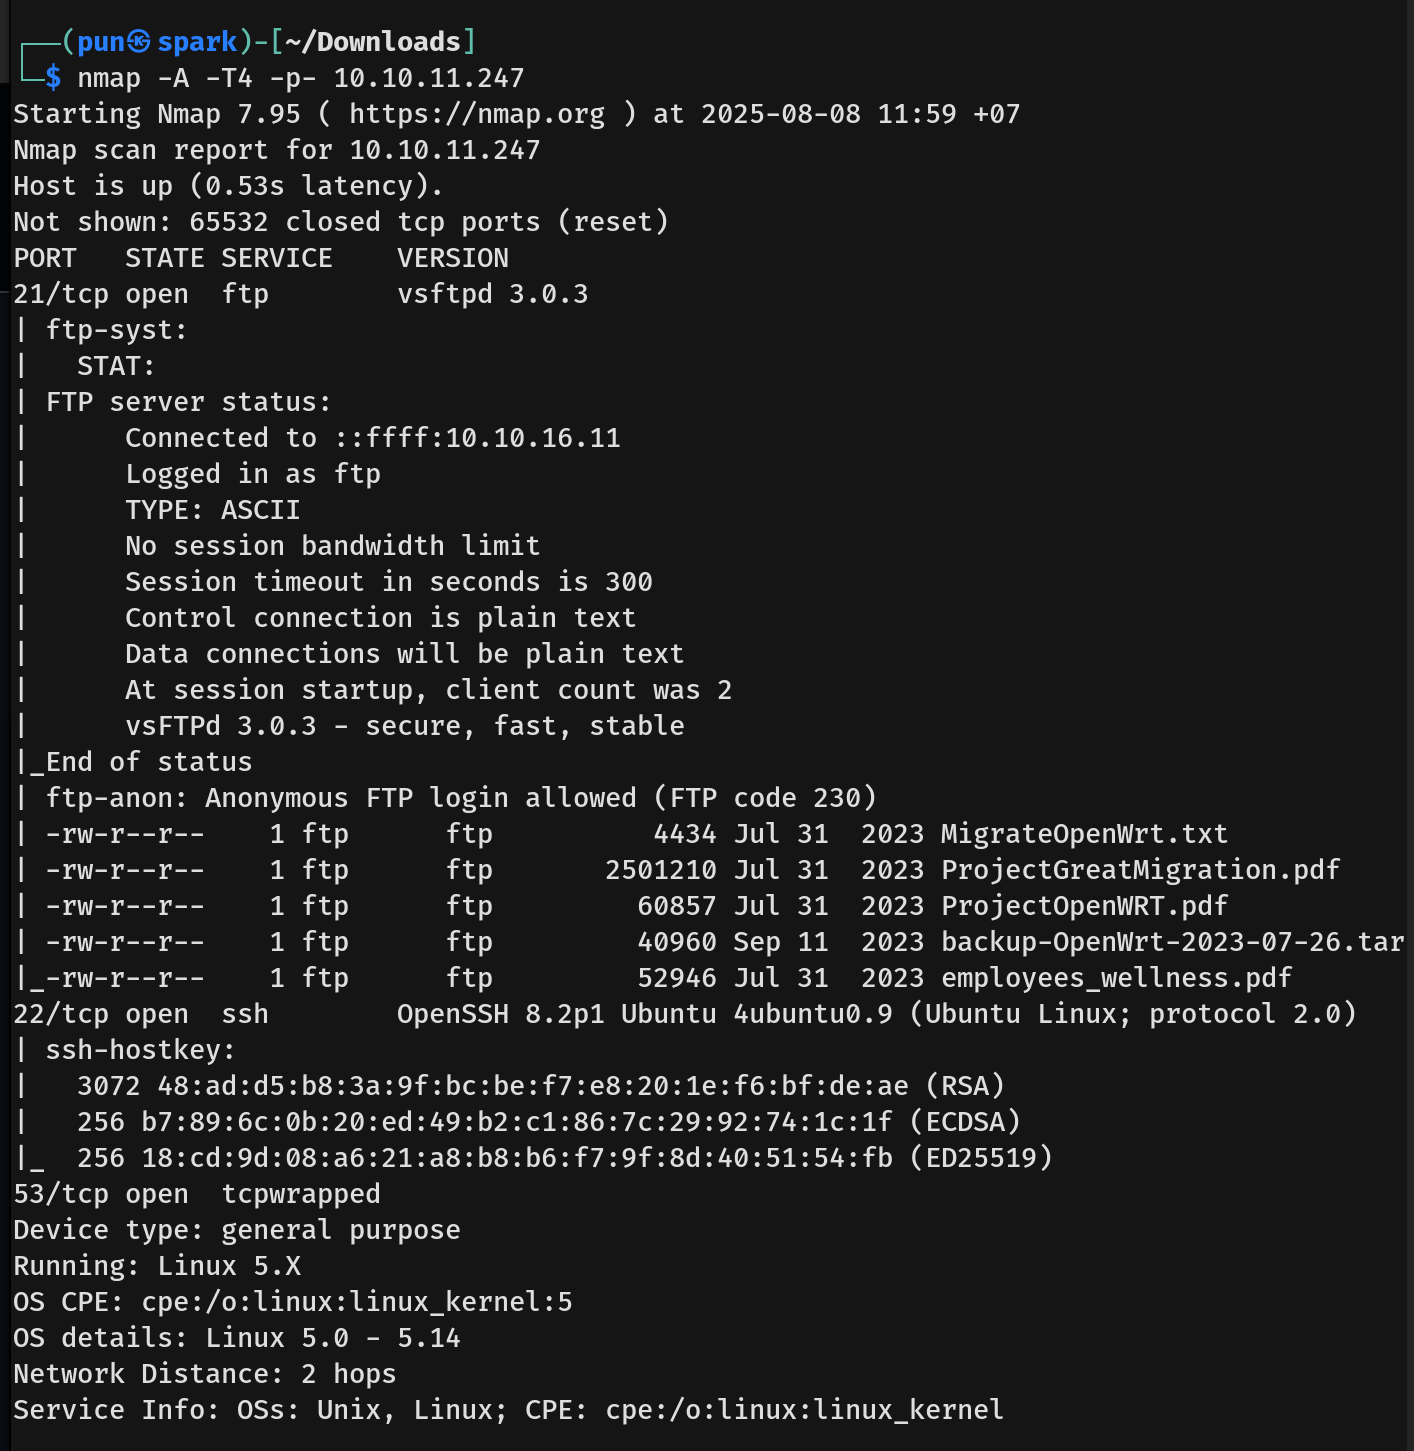 ┌──(pun㉿spark)-[~/Downloads]
└─$ nmap -A -T4 -p- 10.10.11.247
Starting Nmap 7.95 ( https://nmap.org ) at 2025-08-08 11:59 +07
Nmap scan report for 10.10.11.247
Host is up (0.53s latency).
Not shown: 65532 closed tcp ports (reset)
PORT   STATE SERVICE    VERSION
21/tcp open  ftp        vsftpd 3.0.3
| ftp-syst:
|   STAT:
| FTP server status:
|      Connected to ::ffff:10.10.16.11
|      Logged in as ftp
|      TYPE: ASCII
|      No session bandwidth limit
|      Session timeout in seconds is 300
|      Control connection is plain text
|      Data connections will be plain text
|      At session startup, client count was 2
|      vsFTPd 3.0.3 - secure, fast, stable
|_End of status
| ftp-anon: Anonymous FTP login allowed (FTP code 230)
| -rw-r--r--    1 ftp      ftp          4434 Jul 31  2023 MigrateOpenWrt.txt
| -rw-r--r--    1 ftp      ftp       2501210 Jul 31  2023 ProjectGreatMigration.pdf
| -rw-r--r--    1 ftp      ftp         60857 Jul 31  2023 ProjectOpenWRT.pdf
| -rw-r--r--    1 ftp      ftp         40960 Sep 11  2023 backup-OpenWrt-2023-07-26.tar
|_-rw-r--r--    1 ftp      ftp         52946 Jul 31  2023 employees_wellness.pdf
22/tcp open  ssh        OpenSSH 8.2p1 Ubuntu 4ubuntu0.9 (Ubuntu Linux; protocol 2.0)
| ssh-hostkey:
|   3072 48:ad:d5:b8:3a:9f:bc:be:f7:e8:20:1e:f6:bf:de:ae (RSA)
|   256 b7:89:6c:0b:20:ed:49:b2:c1:86:7c:29:92:74:1c:1f (ECDSA)
|_  256 18:cd:9d:08:a6:21:a8:b8:b6:f7:9f:8d:40:51:54:fb (ED25519)
53/tcp open  tcpwrapped
Device type: general purpose
Running: Linux 5.X
OS CPE: cpe:/o:linux:linux_kernel:5
OS details: Linux 5.0 - 5.14
Network Distance: 2 hops
Service Info: OSs: Unix, Linux; CPE: cpe:/o:linux:linux_kernel